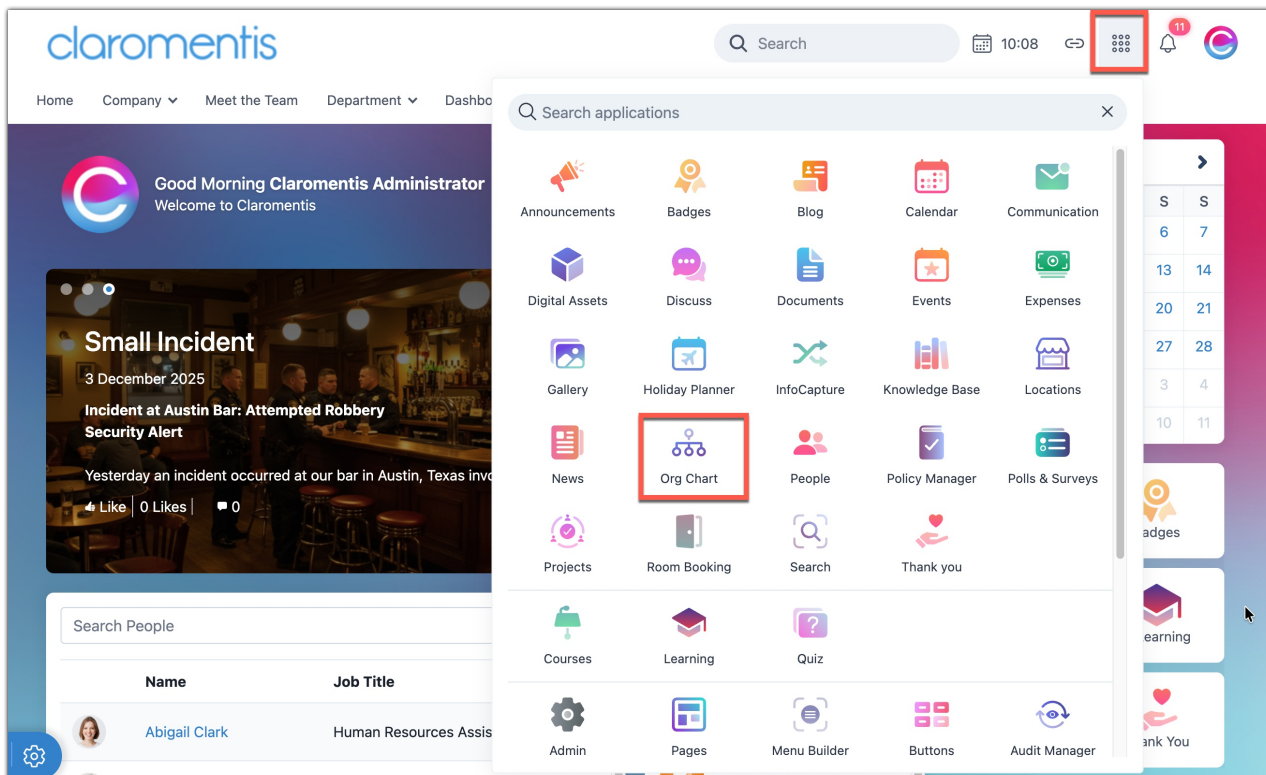 claromentis
Search
10:08
11
Home Company Meet the Team Department Dashbo
Search applications
Good Morning Claromentis Administrator
Welcome to Claromentis
Announcements Badges Blog Calendar Communication
Digital Assets Discuss Documents Events Expenses
Gallery Holiday Planner InfoCapture Knowledge Base Locations
News Org Chart People Policy Manager Polls & Surveys
Projects Room Booking Search Thank you
Courses Learning Quiz
Admin Pages Menu Builder Buttons Audit Manager
S S
6 7
13 14
20 21
27 28
3 4
10 11
Small Incident
3 December 2025
Incident at Austin Bar: Attempted Robbery
Security Alert
Yesterday an incident occurred at our bar in Austin, Texas invo
Like 0 Likes 0
adges
earning
ank You
Search People
Name Job Title
Abigail Clark Human Resources Assis